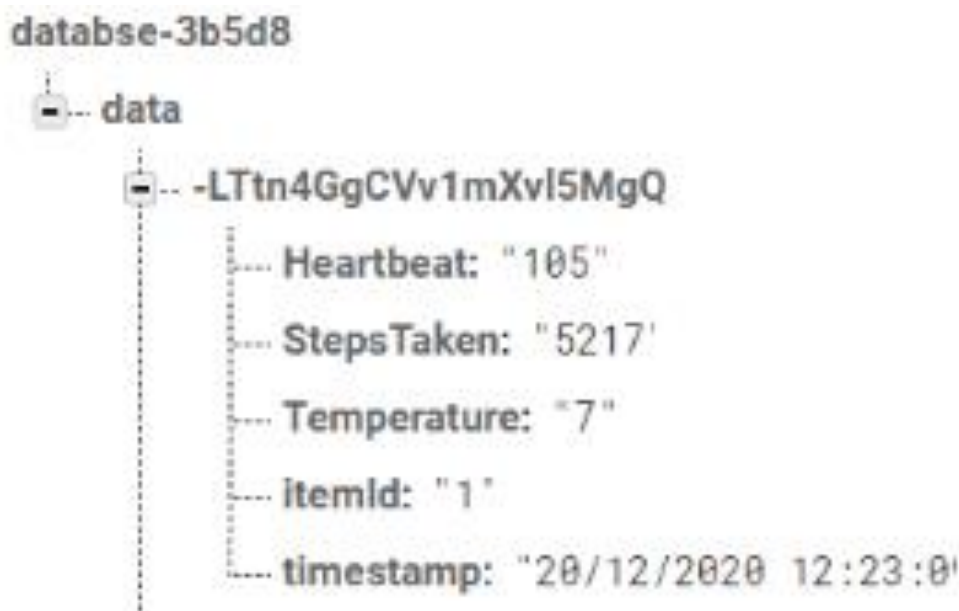 databse-3b5d8
data
-LTtn4GgCVv1mXvl5MgQ
Heartbeat: "105"
StepsTaken: "5217'
Temperature: "7"
itemId: "1"
timestamp: "20/12/2020 12:23:0